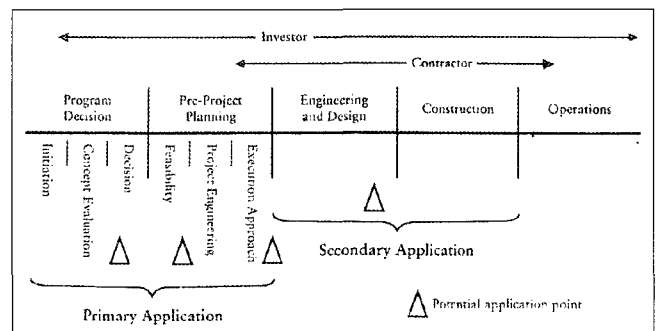 Investor
Contractor
Program
Decision
Pre-Project
Planning
Engineering
and Design
Construction
Operations
Initiation
Concept Evaluation
Decision
Feasibility
Project Engineering
Execution Approach
Secondary Application
Primary Application
Potential application point